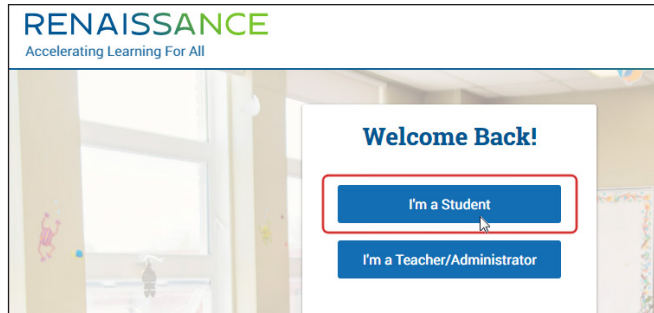 RENAISSANCE
Accelerating Learning For All
Welcome Back!
I'm a Student
I'm a Teacher/Administrator